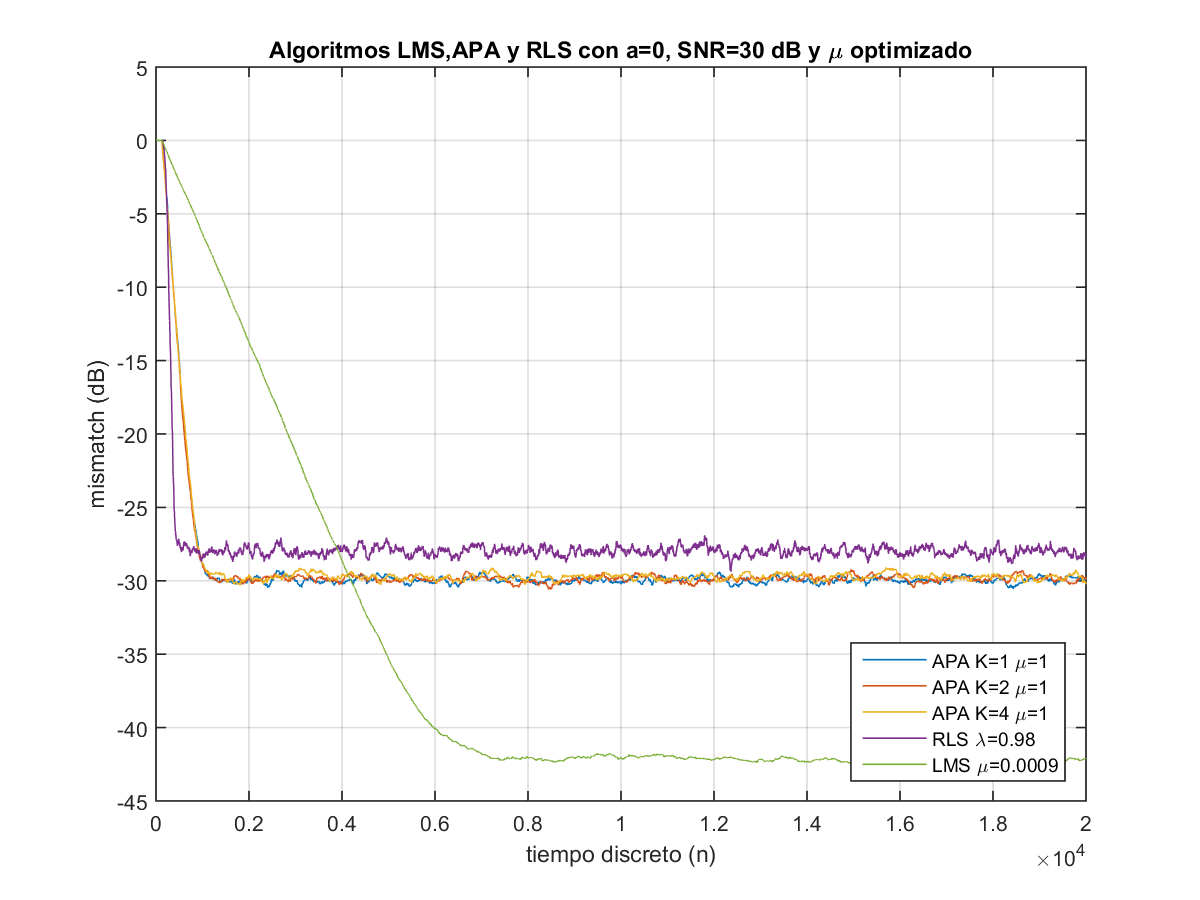 Algoritmos LMS,APA y RLS con a=0, SNR=30 dB y μ optimizado
5
0
-5
-10
-15
-20
-25
-30
-35
-40
-45
mismatch (dB)
APA K=1 μ=1
APA K=2 μ=1
APA K=4 μ=1
RLS λ=0.98
LMS μ=0.0009
0 0.2 0.4 0.6 0.8 1 1.2 1.4 1.6 1.8 2
tiempo discreto (n)
×10⁴